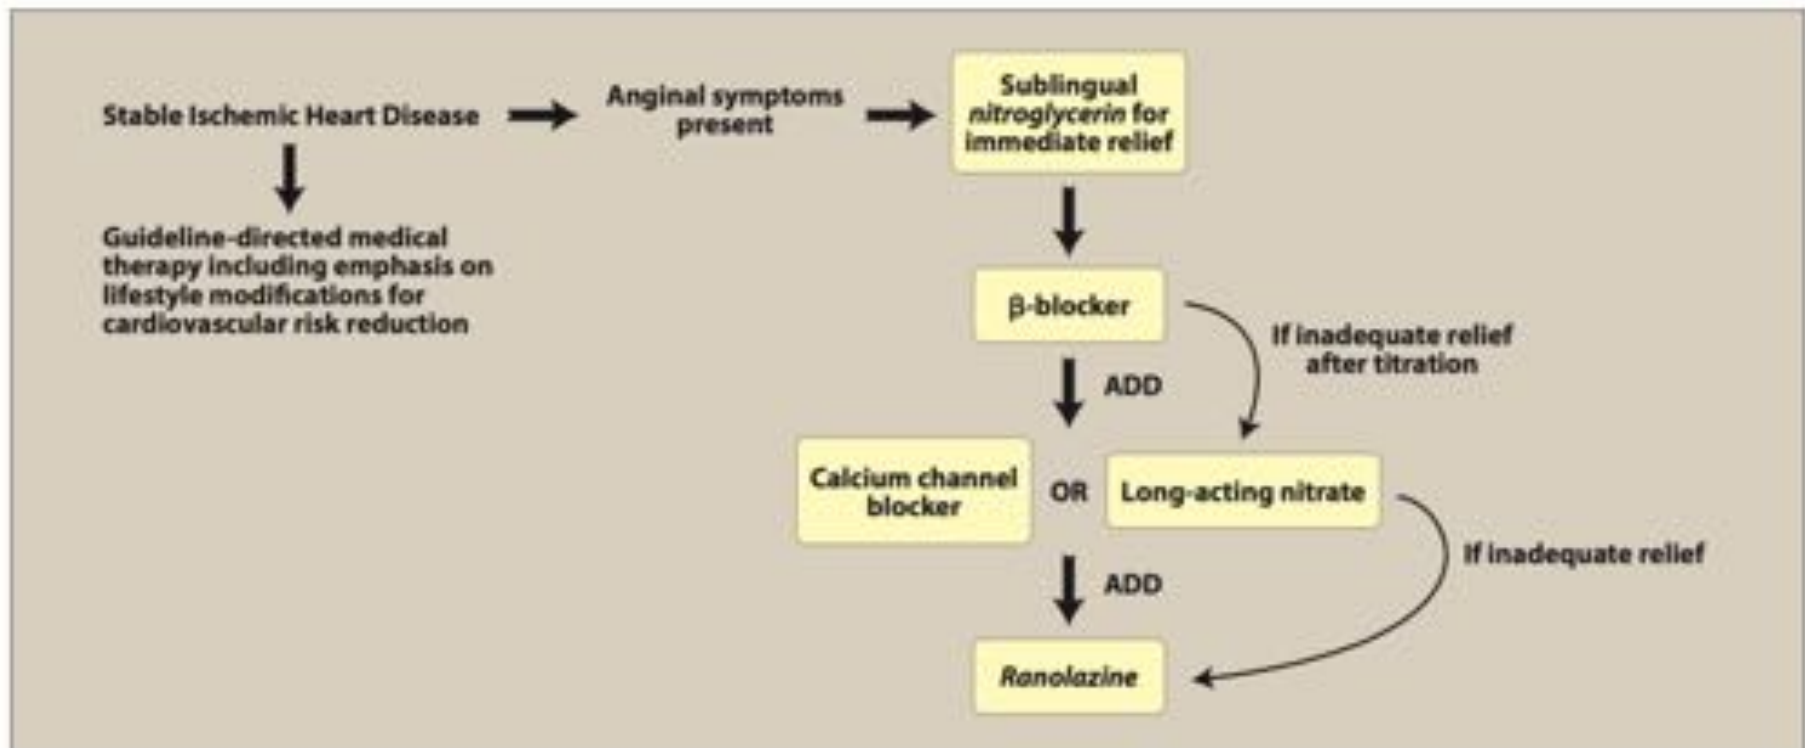 Stable Ischemic Heart Disease
Anginal symptoms
present
Sublingual
nitroglycerin for
immediate relief
Guideline-directed medical
therapy including emphasis on
lifestyle modifications for
cardiovascular risk reduction
β-blocker
If inadequate relief
after titration
ADD
Calcium channel
blocker
OR
Long-acting nitrate
If inadequate relief
ADD
Ranolazine